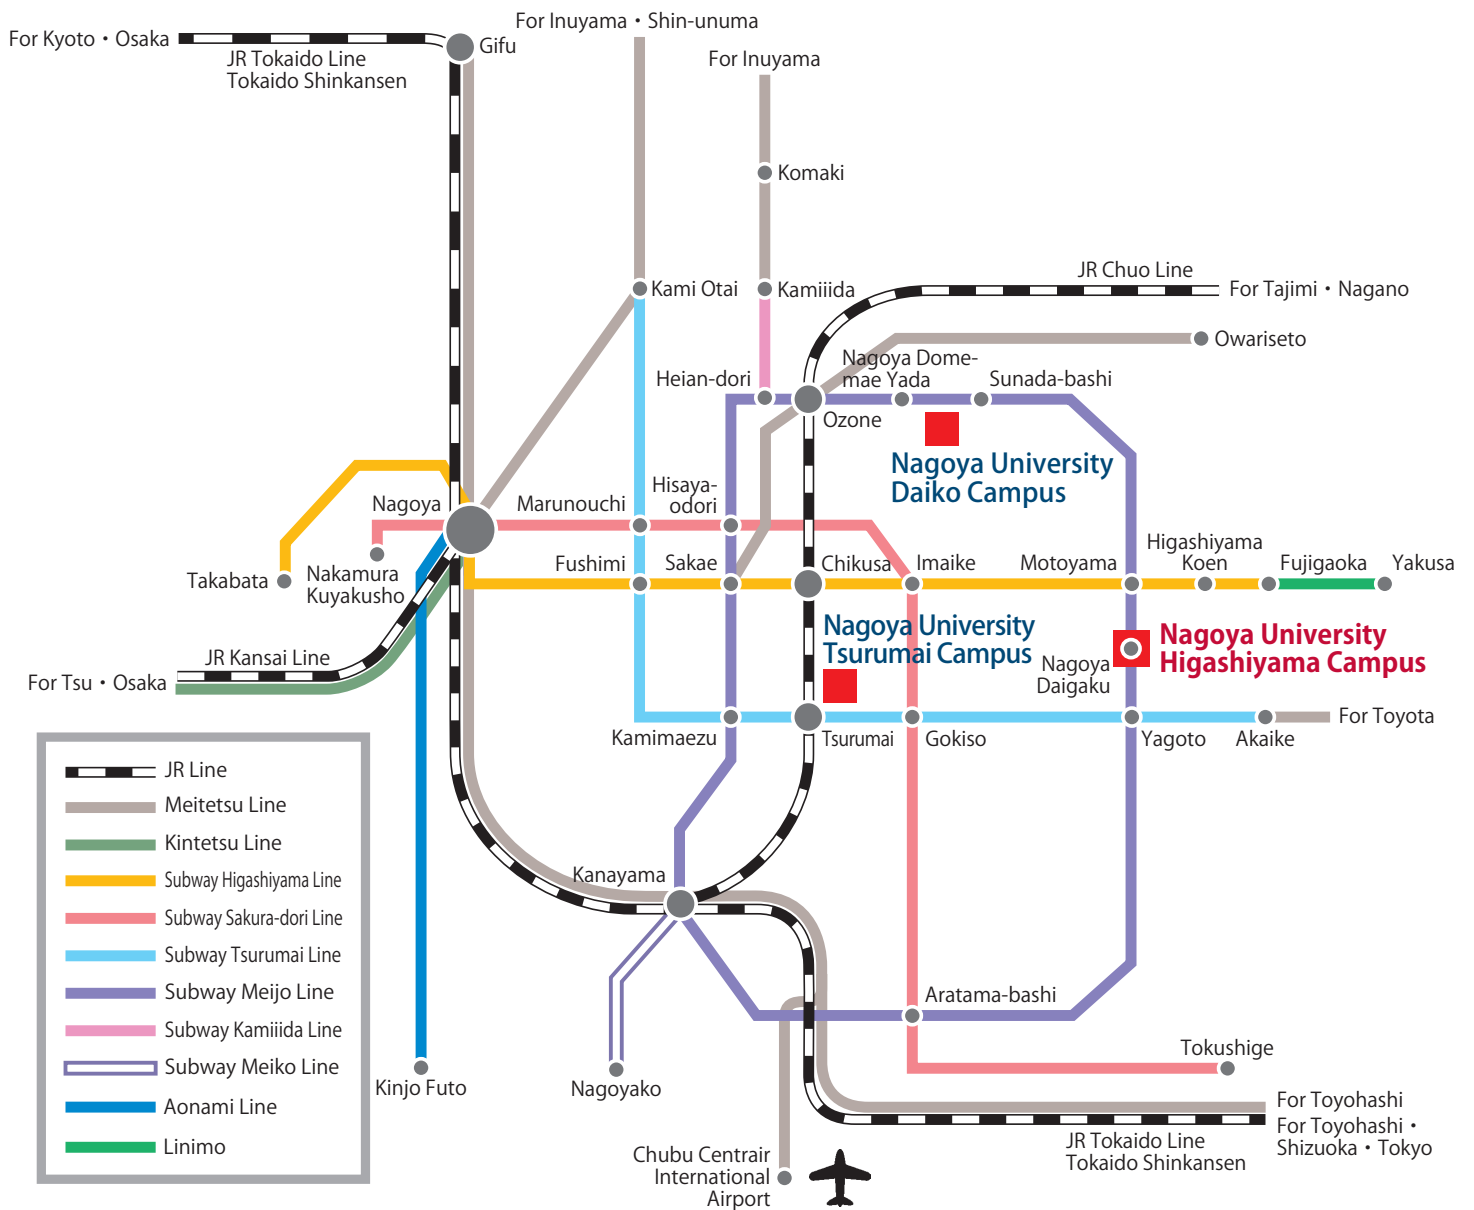 For Inuyama・Shin-unuma
For Kyoto・Osaka
Gifu
JR Tokaido Line
Tokaido Shinkansen
For Inuyama
Komaki
JR Chuo Line
Kami Otai
Kamiiida
For Tajimi・Nagano
Owariseto
Nagoya Dome-
mae Yada
Heian-dori
Sunada-bashi
Ozone
Nagoya University
Daiko Campus
Hisaya-
odori
Nagoya
Marunouchi
Higashiyama
Koen
Takabata
Nakamura
Kuyakusho
Fushimi
Sakae
Chikusa
Imaike
Motoyama
Fujigaoka
Yakusa
Nagoya University
Tsurumai Campus
Nagoya University
Higashiyama Campus
Nagoya
Daigaku
JR Kansai Line
For Tsu・Osaka
Kamimaezu
Tsurumai
Gokiso
Yagoto
Akaike
For Toyota
JR Line
Meitetsu Line
Kintetsu Line
Subway Higashiyama Line
Subway Sakura-dori Line
Subway Tsurumai Line
Subway Meijo Line
Subway Kamiiida Line
Subway Meiko Line
Aonami Line
Linimo
Kanayama
Aratama-bashi
Tokushige
Kinjo Futo
Nagoyako
For Toyohashi
For Toyohashi・
Shizuoka・Tokyo
JR Tokaido Line
Tokaido Shinkansen
Chubu Centrair
International
Airport